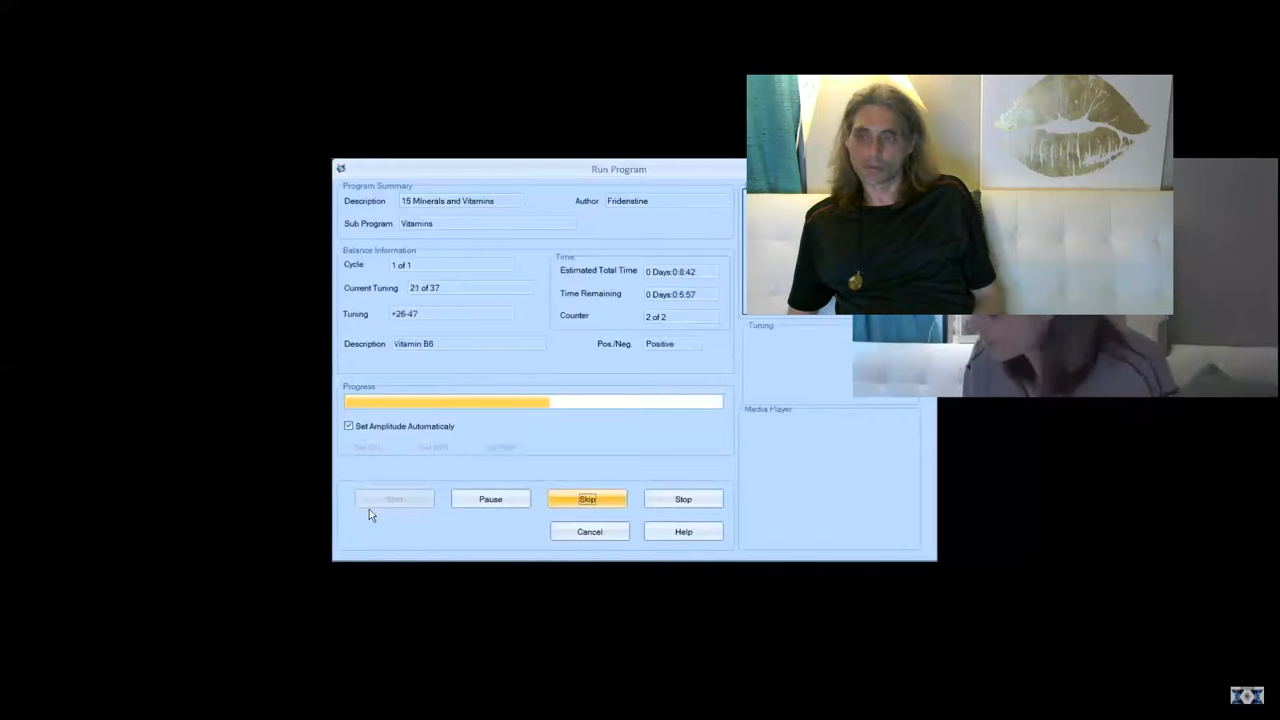 Run Program
Program Summary
Description 15 Minerals and Vitamins Author Fridenstine
Sub Program Vitamins
Balance Information
Cycle 1 of 1
Current Tuning 21 of 37
Tuning +26-47
Description Vitamin B6 Pos./Neg. Positive
Time
Estimated Total Time 0 Days:0:8:42
Time Remaining 0 Days:0:5:57
Counter 2 of 2
Progress
Set Amplitude Automaticaly
Start Pause Skip Stop
Cancel Help
Tuning
Media Player